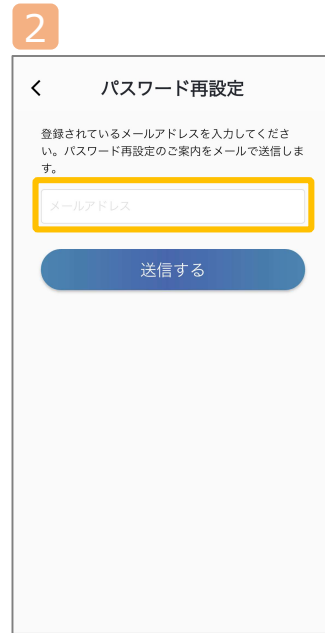 2
パスワード再設定
登録されているメールアドレスを入力してくださ
い。パスワード再設定のご案内をメールで送信しま
す。
メールアドレス
送信する